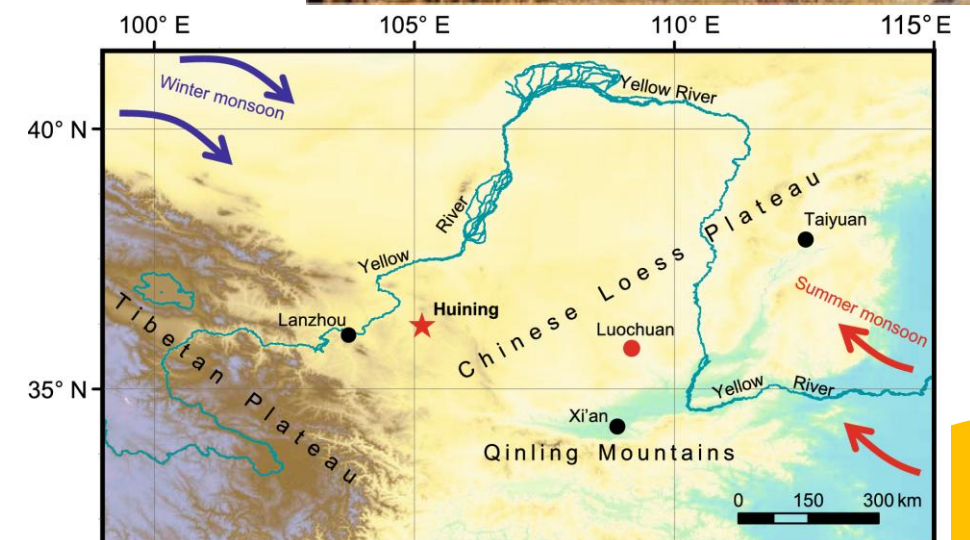 100° E
105° E
110° E
115° E
Winter monsoon
Yellow River
40° N
River
Chinese Loess Plateau
Taiyuan
Yellow
Tibetan Plateau
Lanzhou
Huining
Summer monsoon
Luochuan
35° N
Yellow River
Xi'an
Qinling Mountains
0 150 300 km